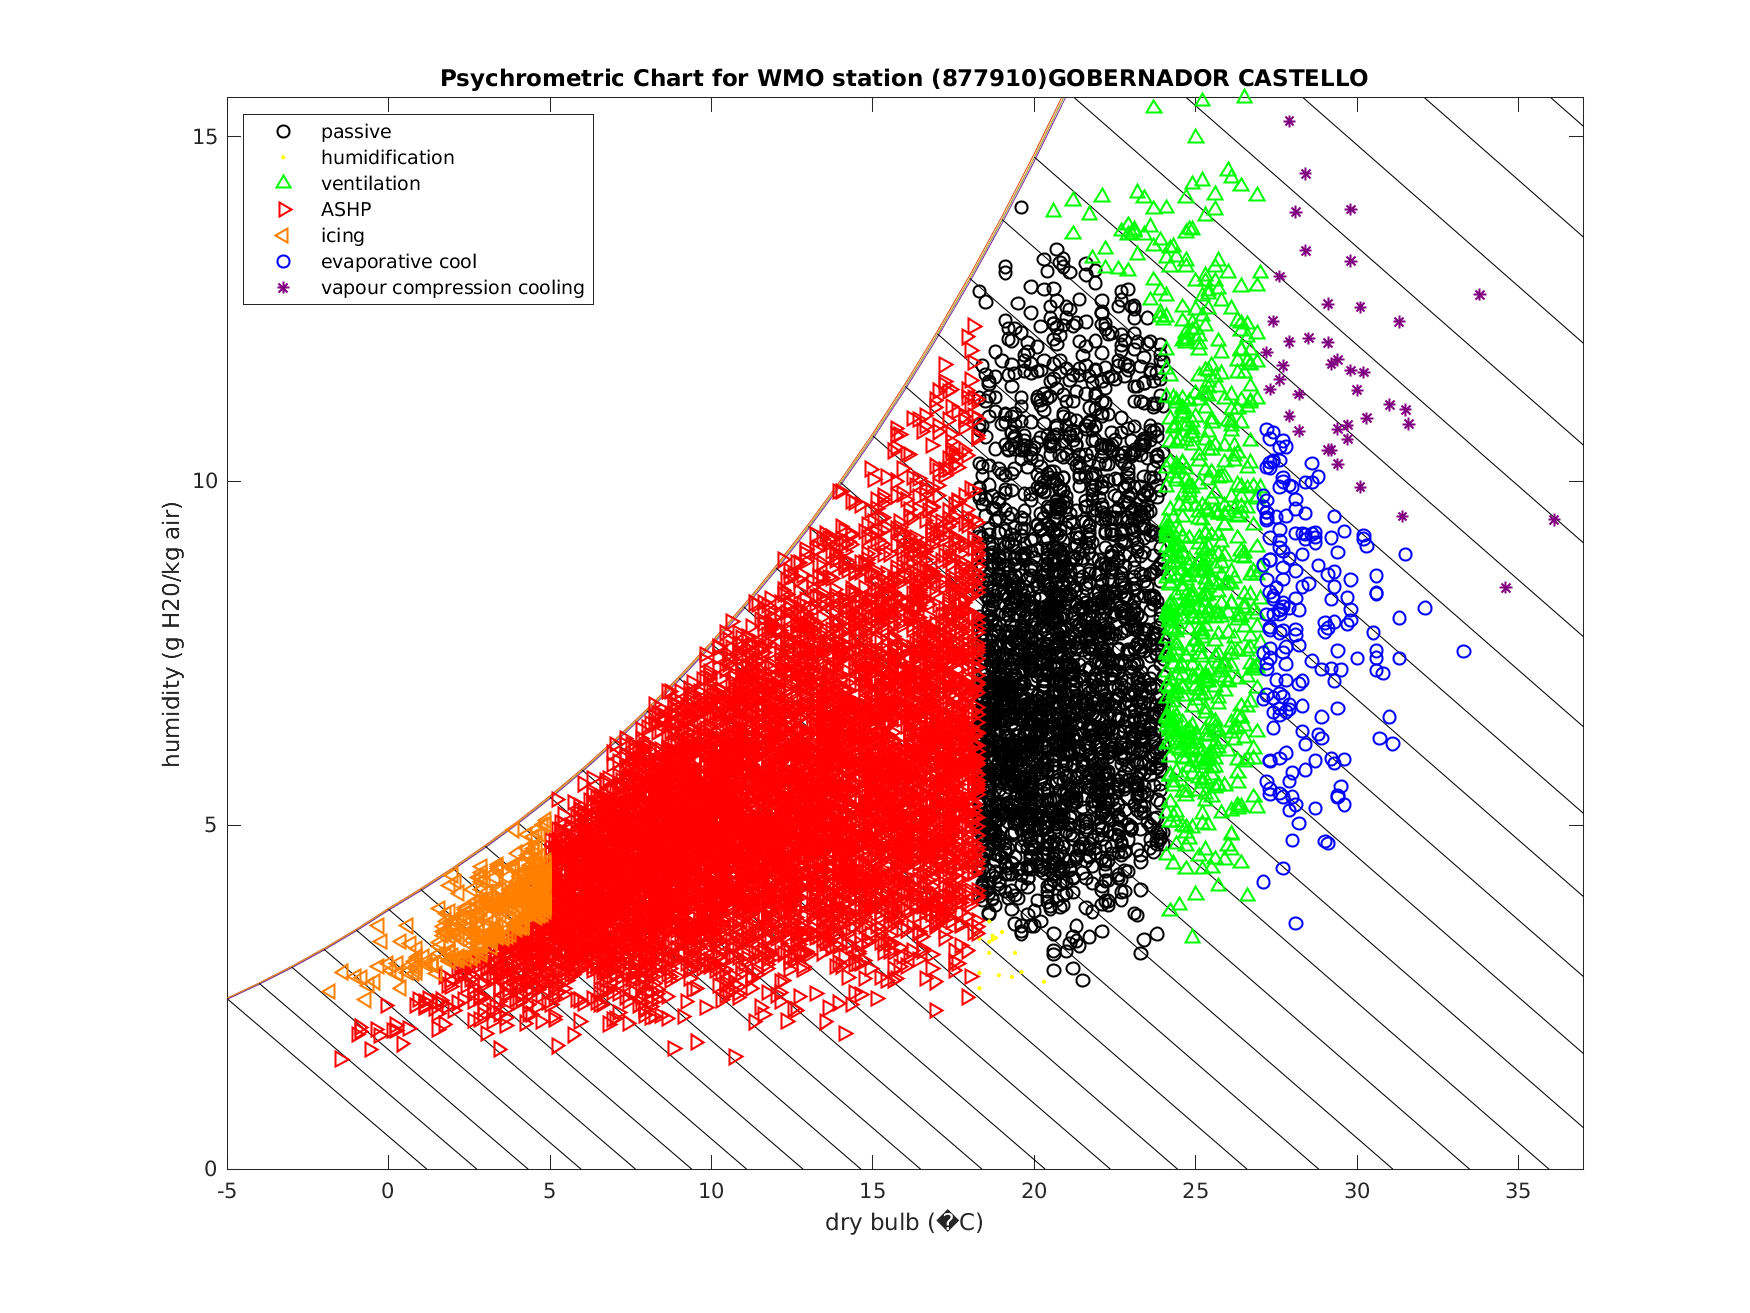 Psychrometric Chart for WMO station (877910)GOBERNADOR CASTELLO
passive
humidification
ventilation
ASHP
icing
evaporative cool
vapour compression cooling
humidity (g H20/kg air)
15
10
5
0
-5 0 5 10 15 20 25 30 35
dry bulb (�C)